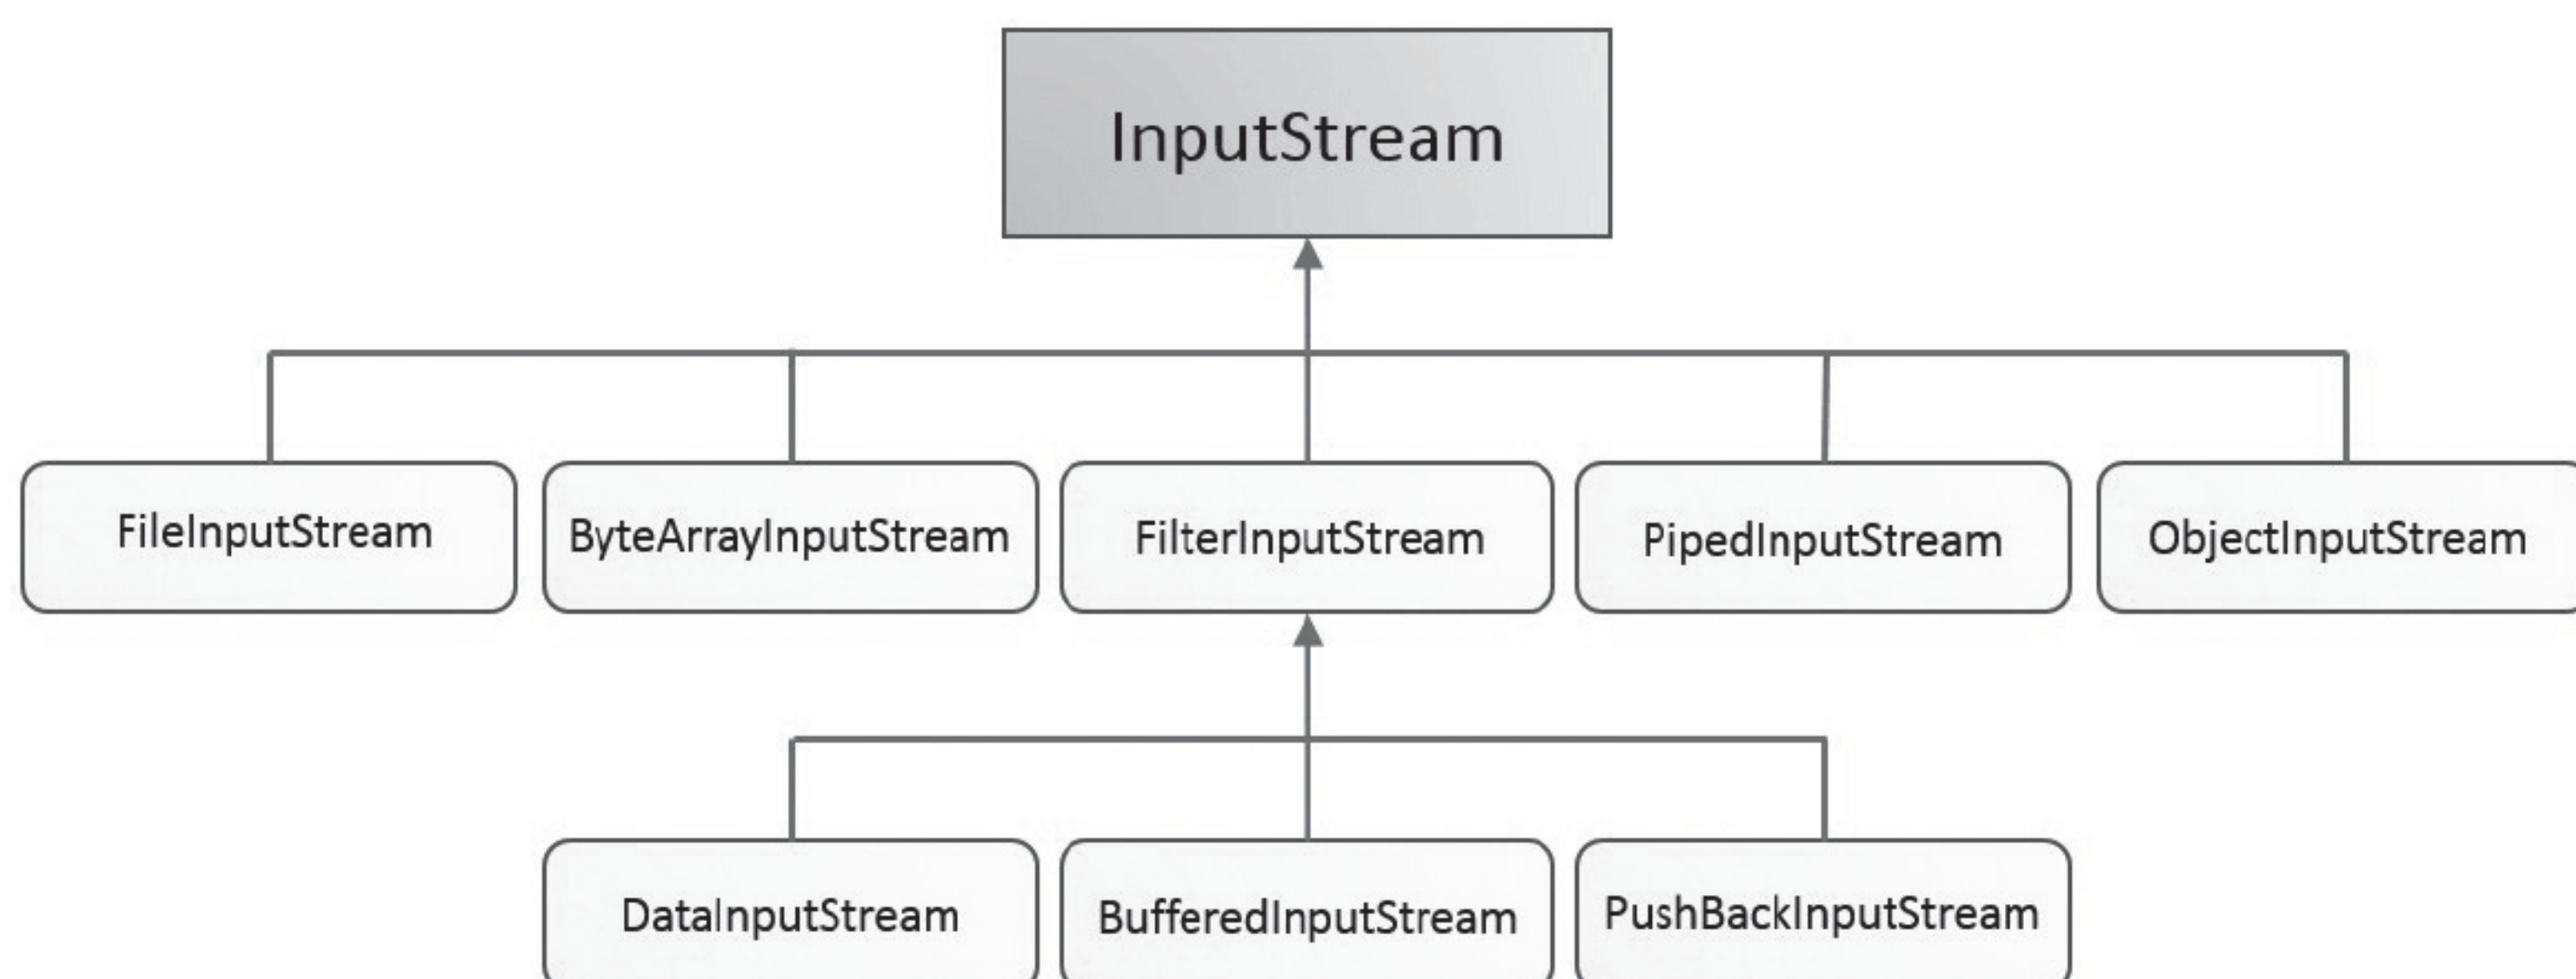 InputStream
FileInputStream
ByteArrayInputStream
FilterInputStream
PipedInputStream
ObjectInputStream
DataInputStream
BufferedInputStream
PushBackInputStream